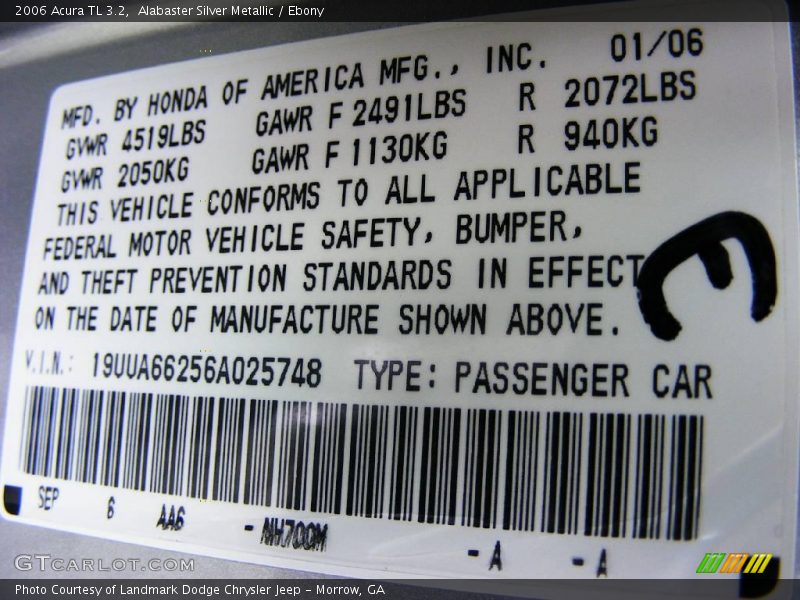 2006 Acura TL 3.2, Alabaster Silver Metallic / Ebony
MFD. BY HONDA OF AMERICA MFG., INC. 01/06
GVWR 4519LBS GAWR F 2491LBS R 2072LBS
GVWR 2050KG GAWR F 1130KG R 940KG
THIS VEHICLE CONFORMS TO ALL APPLICABLE
FEDERAL MOTOR VEHICLE SAFETY, BUMPER,
AND THEFT PREVENTION STANDARDS IN EFFECT
ON THE DATE OF MANUFACTURE SHOWN ABOVE.
V.I.N.: 19UUA66256A025748 TYPE: PASSENGER CAR
SEP 6 AA6 - NH700M - A - A
GTCARLOT.COM
Photo Courtesy of Landmark Dodge Chrysler Jeep - Morrow, GA